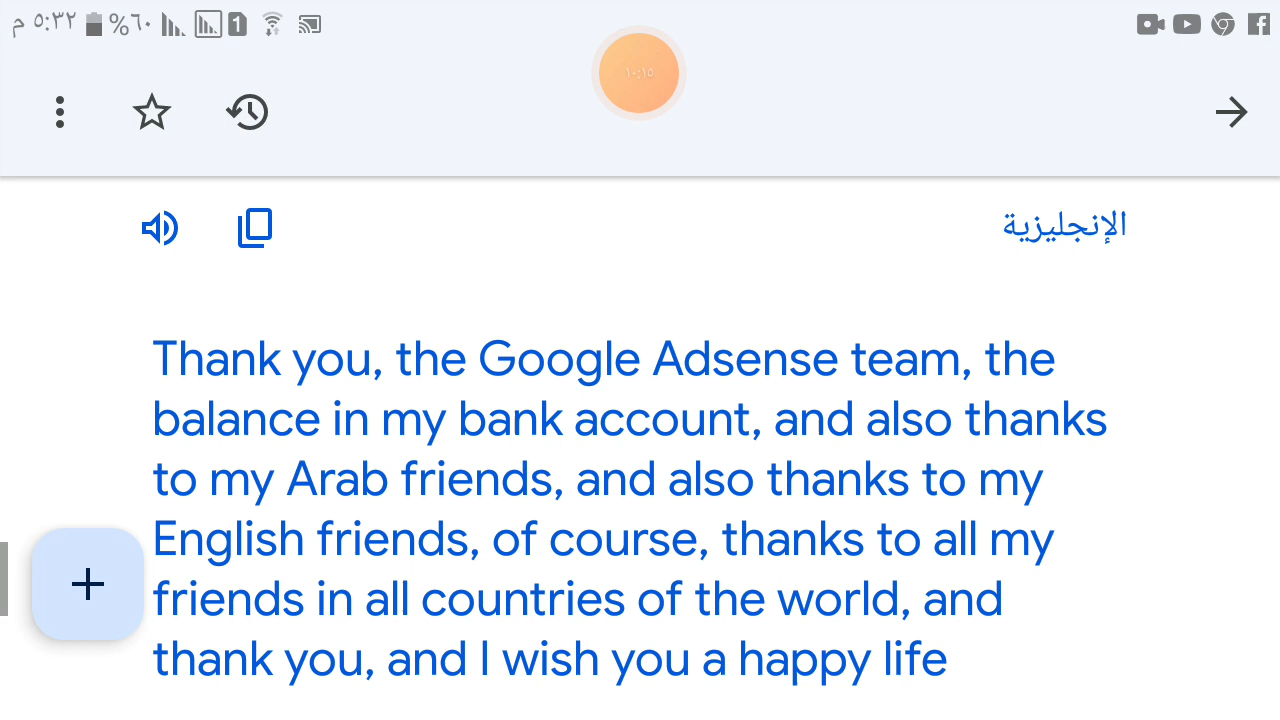 ٥:٣٢ م ٦٠% 1
١٠:١٥
الإنجليزية
Thank you, the Google Adsense team, the
balance in my bank account, and also thanks
to my Arab friends, and also thanks to my
English friends, of course, thanks to all my
friends in all countries of the world, and
thank you, and I wish you a happy life